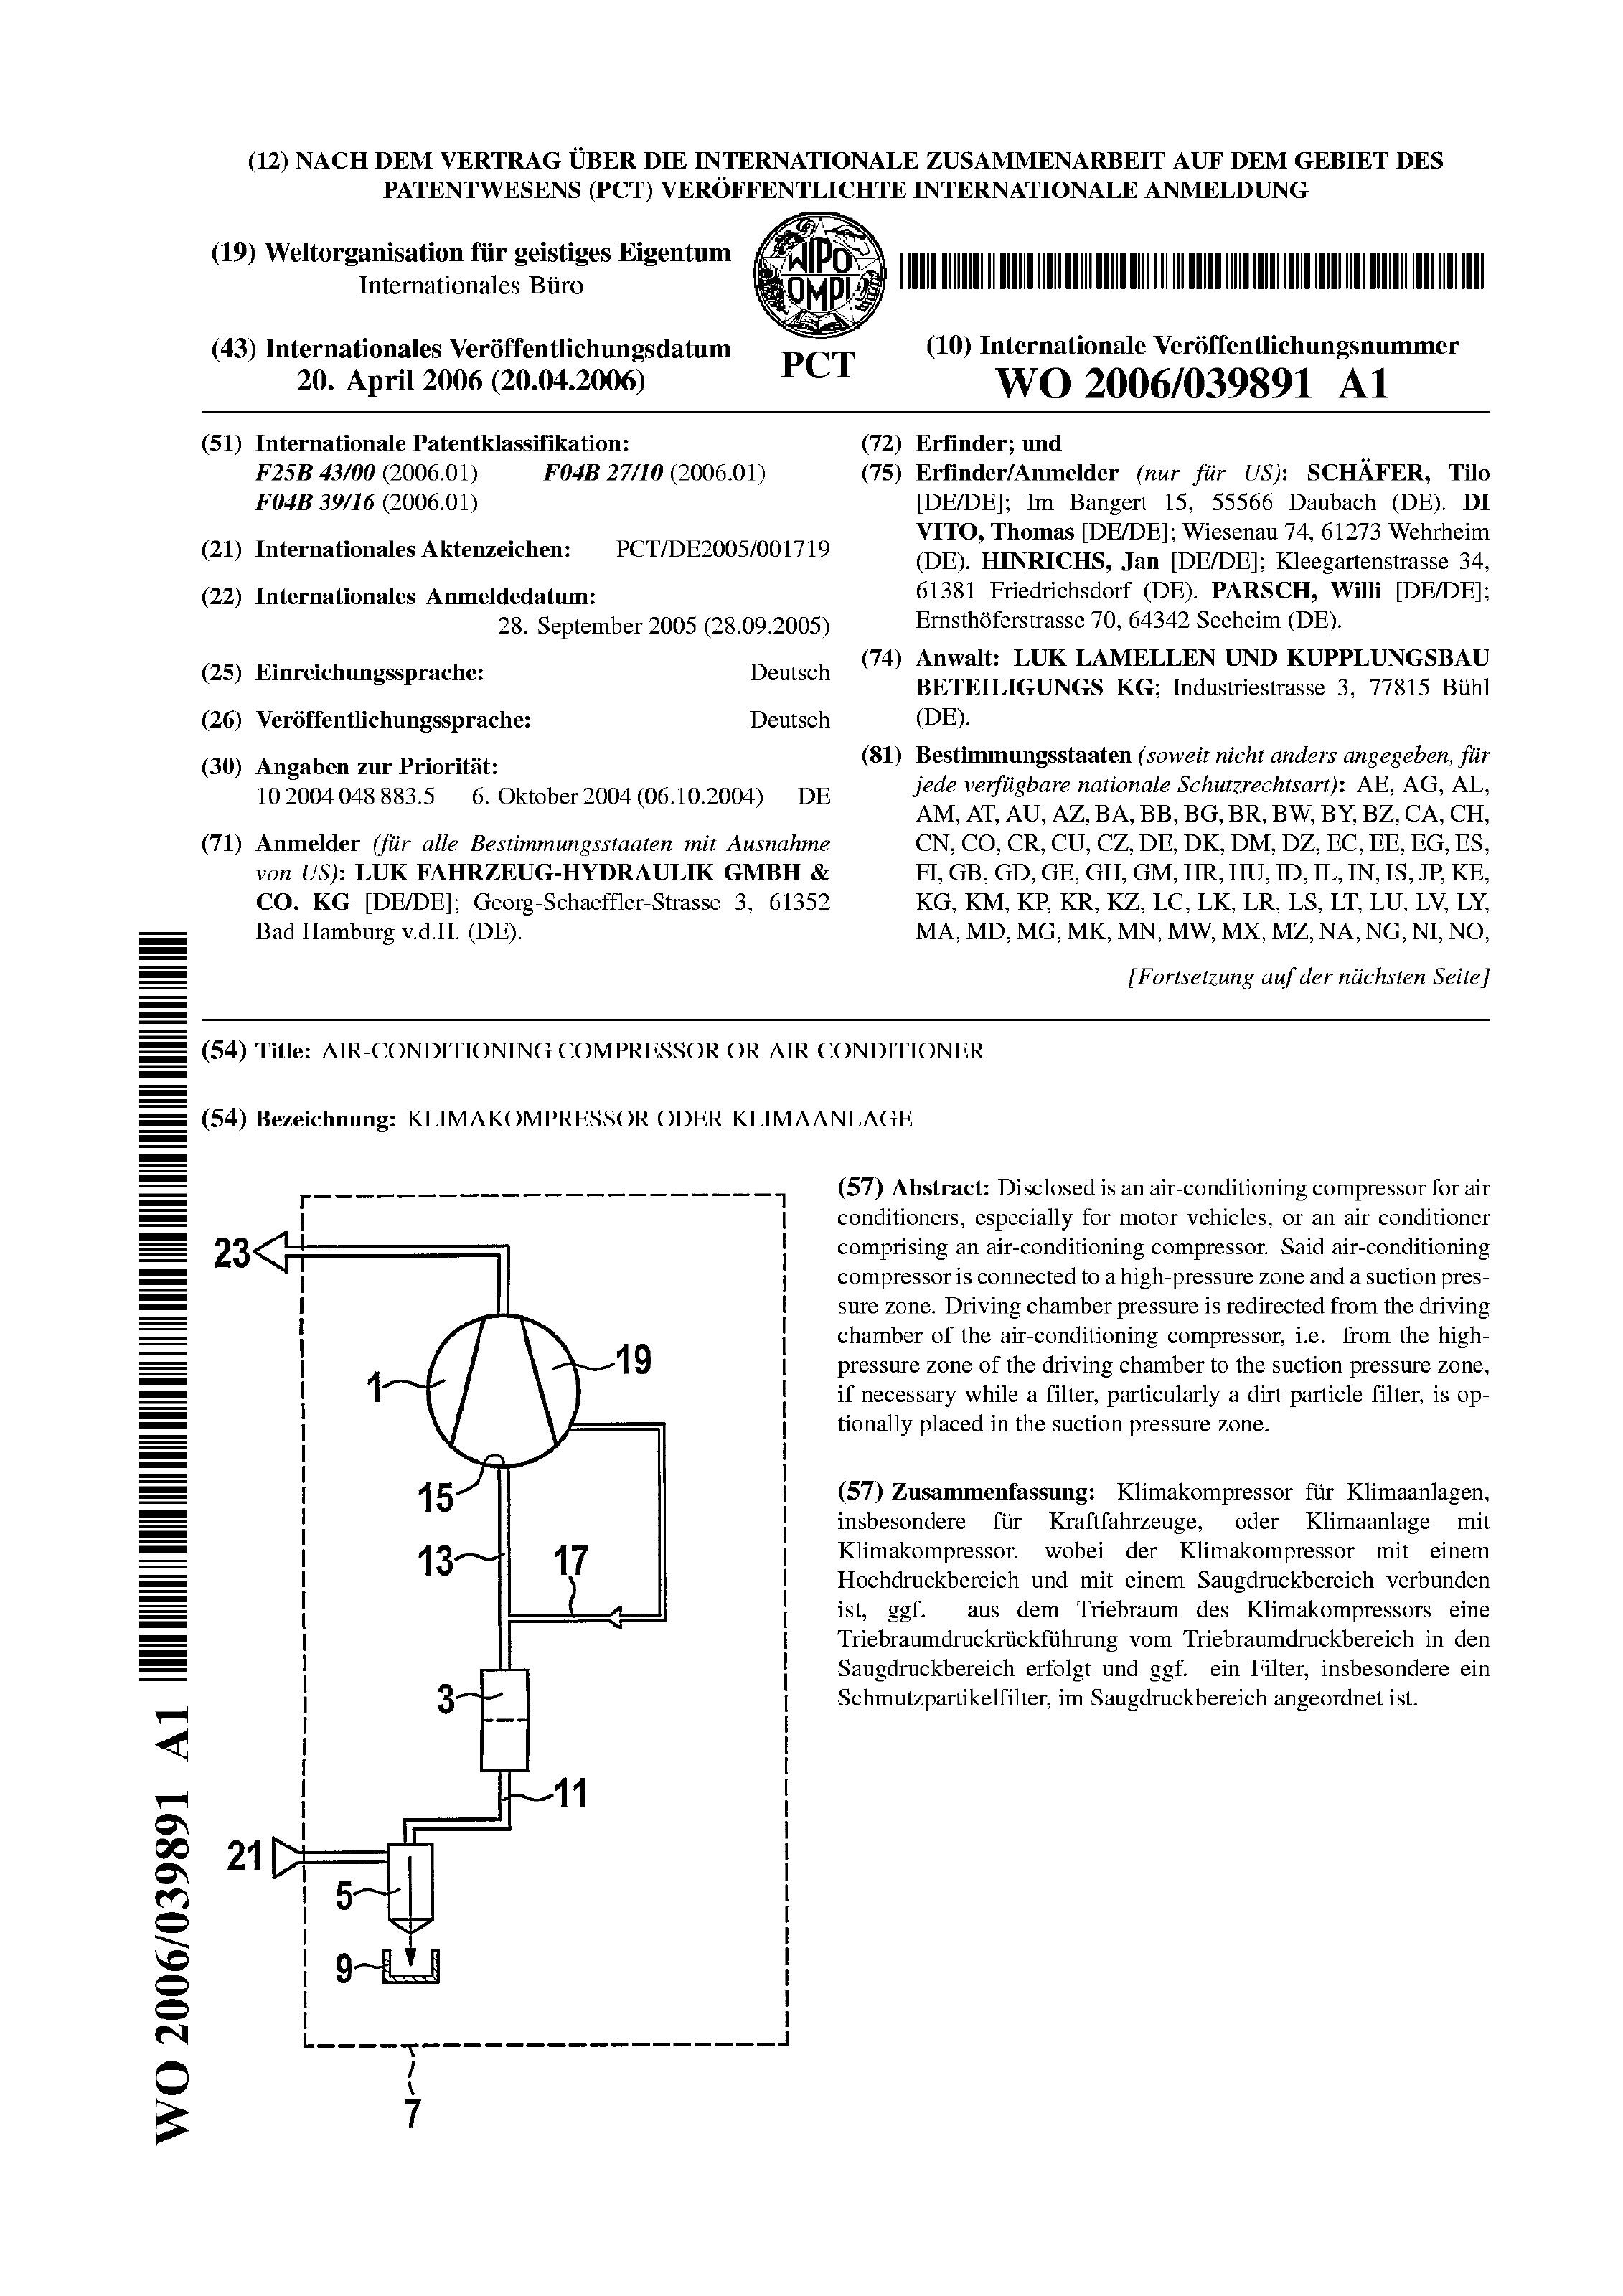 (12) NACH DEM VERTRAG ÜBER DIE INTERNATIONALE ZUSAMMENARBEIT AUF DEM GEBIET DES
PATENTWESENS (PCT) VERÖFFENTLICHTE INTERNATIONALE ANMELDUNG
(19) Weltorganisation für geistiges Eigentum
Internationales Büro
WIPO
OMPI
PCT
(43) Internationales Veröffentlichungsdatum
20. April 2006 (20.04.2006)
(10) Internationale Veröffentlichungsnummer
WO 2006/039891 A1
(51) Internationale Patentklassifikation:
F25B 43/00 (2006.01) F04B 27/10 (2006.01)
F04B 39/16 (2006.01)
(21) Internationales Aktenzeichen: PCT/DE2005/001719
(22) Internationales Anmeldedatum:
28. September 2005 (28.09.2005)
(25) Einreichungssprache: Deutsch
(26) Veröffentlichungssprache: Deutsch
(30) Angaben zur Priorität:
10 2004 048 883.5 6. Oktober 2004 (06.10.2004) DE
(71) Anmelder (für alle Bestimmungsstaaten mit Ausnahme
von US): LUK FAHRZEUG-HYDRAULIK GMBH &
CO. KG [DE/DE]; Georg-Schaeffler-Strasse 3, 61352
Bad Hamburg v.d.H. (DE).
(72) Erfinder; und
(75) Erfinder/Anmelder (nur für US): SCHÄFER, Tilo
[DE/DE]; Im Bangert 15, 55566 Daubach (DE). DI
VITO, Thomas [DE/DE]; Wiesenau 74, 61273 Wehrheim
(DE). HINRICHS, Jan [DE/DE]; Kleegartenstrasse 34,
61381 Friedrichsdorf (DE). PARSCH, Willi [DE/DE];
Ernsthöferstrasse 70, 64342 Seeheim (DE).
(74) Anwalt: LUK LAMELLEN UND KUPPLUNGSBAU
BETEILIGUNGS KG; Industriestrasse 3, 77815 Bühl
(DE).
(81) Bestimmungsstaaten (soweit nicht anders angegeben, für
jede verfügbare nationale Schutzrechtsart): AE, AG, AL,
AM, AT, AU, AZ, BA, BB, BG, BR, BW, BY, BZ, CA, CH,
CN, CO, CR, CU, CZ, DE, DK, DM, DZ, EC, EE, EG, ES,
FI, GB, GD, GE, GH, GM, HR, HU, ID, IL, IN, IS, JP, KE,
KG, KM, KP, KR, KZ, LC, LK, LR, LS, LT, LU, LV, LY,
MA, MD, MG, MK, MN, MW, MX, MZ, NA, NG, NI, NO,
[Fortsetzung auf der nächsten Seite]
(54) Title: AIR-CONDITIONING COMPRESSOR OR AIR CONDITIONER
(54) Bezeichnung: KLIMAKOMPRESSOR ODER KLIMAANLAGE
23
19
1
15
13
17
3
11
21
5
9
7
(57) Abstract: Disclosed is an air-conditioning compressor for air
conditioners, especially for motor vehicles, or an air conditioner
comprising an air-conditioning compressor. Said air-conditioning
compressor is connected to a high-pressure zone and a suction pres-
sure zone. Driving chamber pressure is redirected from the driving
chamber of the air-conditioning compressor, i.e. from the high-
pressure zone of the driving chamber to the suction pressure zone,
if necessary while a filter, particularly a dirt particle filter, is op-
tionally placed in the suction pressure zone.
(57) Zusammenfassung: Klimakompressor für Klimaanlagen,
insbesondere für Kraftfahrzeuge, oder Klimaanlage mit
Klimakompressor, wobei der Klimakompressor mit einem
Hochdruckbereich und mit einem Saugdruckbereich verbunden
ist, ggf. aus dem Triebraum des Klimakompressors eine
Triebraumdruckrückführung vom Triebraumdruckbereich in den
Saugdruckbereich erfolgt und ggf. ein Filter, insbesondere ein
Schmutzpartikelfilter, im Saugdruckbereich angeordnet ist.
WO 2006/039891 A1